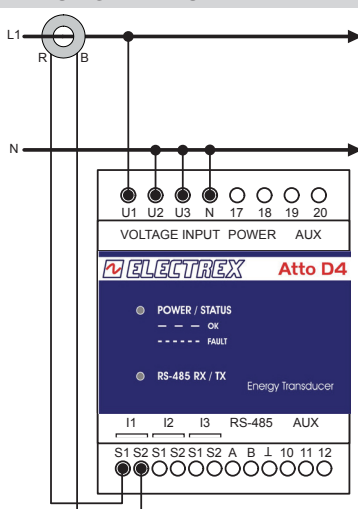 L1
R B
N
U1 U2 U3 N 17 18 19 20
VOLTAGE INPUT POWER AUX
ELECTREX Atto D4
POWER / STATUS
OK
FAULT
RS-485 RX / TX
Energy Transducer
I1 I2 I3 RS-485 AUX
S1 S2 S1 S2 S1 S2 A B ⊥ 10 11 12